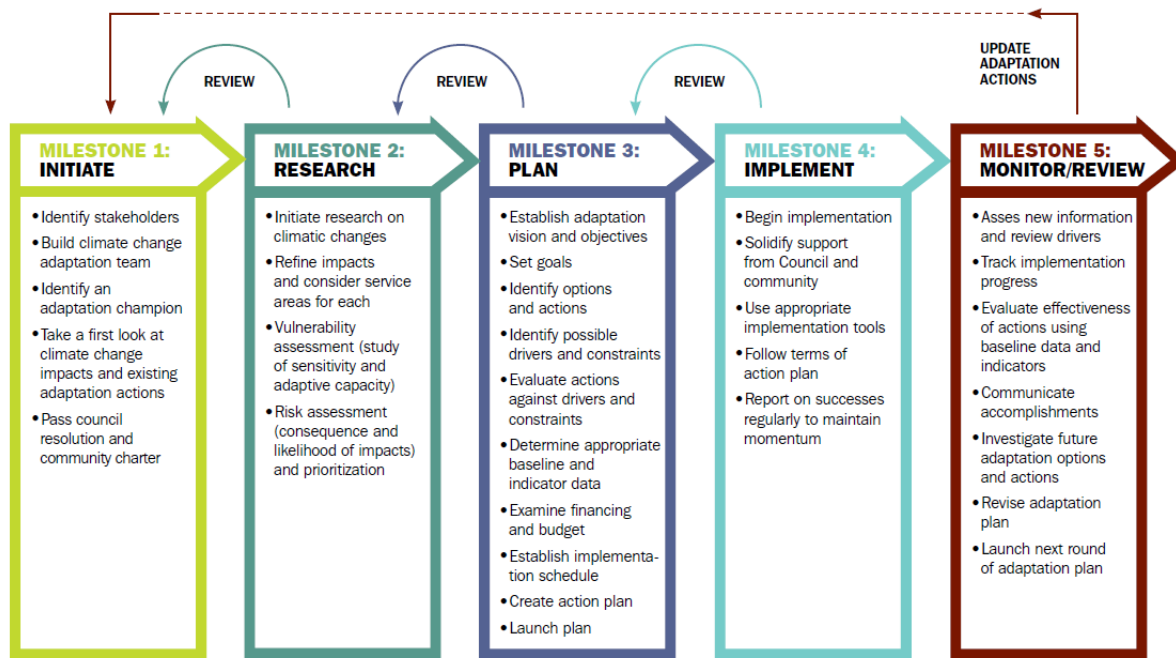 UPDATE
ADAPTATION
ACTIONS
REVIEW
REVIEW
REVIEW
MILESTONE 1:
INITIATE
• Identify stakeholders
• Build climate change
adaptation team
• Identify an
adaptation champion
• Take a first look at
climate change
impacts and existing
adaptation actions
• Pass council
resolution and
community charter
MILESTONE 2:
RESEARCH
• Initiate research on
climatic changes
• Refine impacts
and consider service
areas for each
• Vulnerability
assessment (study
of sensitivity and
adaptive capacity)
• Risk assessment
(consequence and
likelihood of impacts)
and prioritization
MILESTONE 3:
PLAN
• Establish adaptation
vision and objectives
• Set goals
• Identify options
and actions
• Identify possible
drivers and constraints
• Evaluate actions
against drivers and
constraints
• Determine appropriate
baseline and
indicator data
• Examine financing
and budget
• Establish implementa-
tion schedule
• Create action plan
• Launch plan
MILESTONE 4:
IMPLEMENT
• Begin implementation
• Solidify support
from Council and
community
• Use appropriate
implementation tools
• Follow terms of
action plan
• Report on successes
regularly to maintain
momentum
MILESTONE 5:
MONITOR/REVIEW
• Asses new information
and review drivers
• Track implementation
progress
• Evaluate effectiveness
of actions using
baseline data and
indicators
• Communicate
accomplishments
• Investigate future
adaptation options
and actions
• Revise adaptation
plan
• Launch next round
of adaptation plan